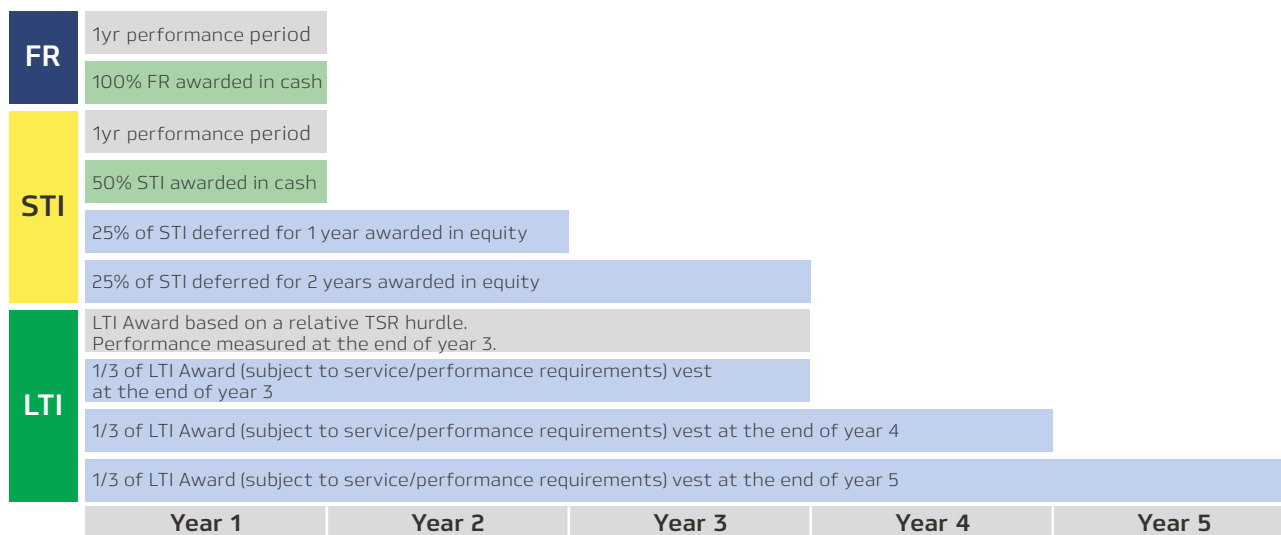 FR
1yr performance period
100% FR awarded in cash
STI
1yr performance period
50% STI awarded in cash
25% of STI deferred for 1 year awarded in equity
25% of STI deferred for 2 years awarded in equity
LTI
LTI Award based on a relative TSR hurdle.
Performance measured at the end of year 3.
1/3 of LTI Award (subject to service/performance requirements) vest
at the end of year 3
1/3 of LTI Award (subject to service/performance requirements) vest at the end of year 4
1/3 of LTI Award (subject to service/performance requirements) vest at the end of year 5
Year 1 Year 2 Year 3 Year 4 Year 5